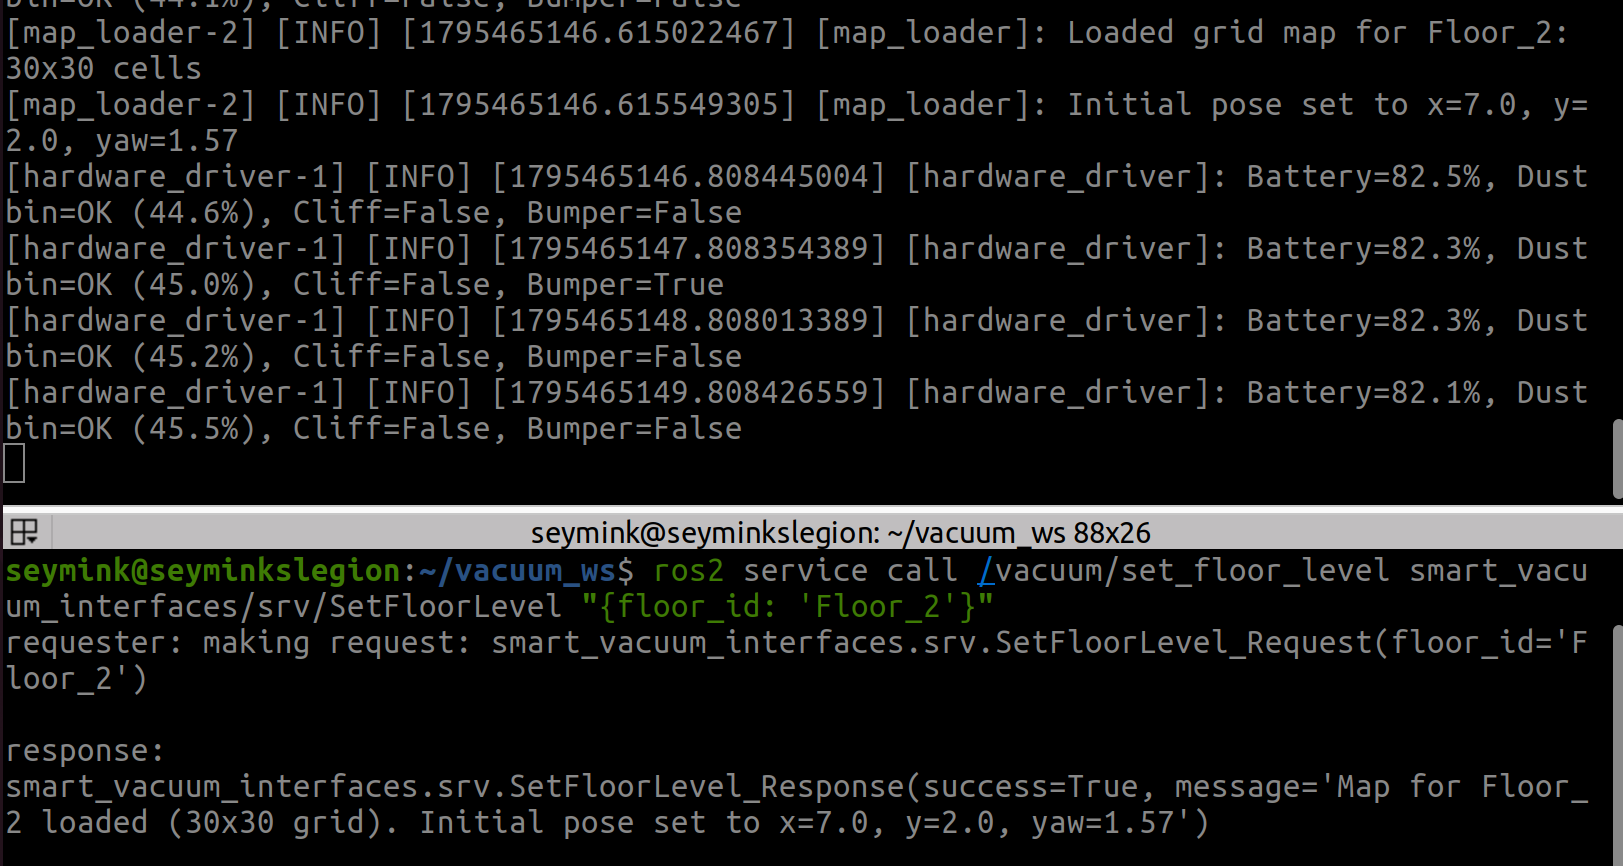 bin=OK (44.1%), Cliff=False, Bumper=False
[map_loader-2] [INFO] [1795465146.615022467] [map_loader]: Loaded grid map for Floor_2:
30x30 cells
[map_loader-2] [INFO] [1795465146.615549305] [map_loader]: Initial pose set to x=7.0, y=
2.0, yaw=1.57
[hardware_driver-1] [INFO] [1795465146.808445004] [hardware_driver]: Battery=82.5%, Dust
bin=OK (44.6%), Cliff=False, Bumper=False
[hardware_driver-1] [INFO] [1795465147.808354389] [hardware_driver]: Battery=82.3%, Dust
bin=OK (45.0%), Cliff=False, Bumper=True
[hardware_driver-1] [INFO] [1795465148.808013389] [hardware_driver]: Battery=82.3%, Dust
bin=OK (45.2%), Cliff=False, Bumper=False
[hardware_driver-1] [INFO] [1795465149.808426559] [hardware_driver]: Battery=82.1%, Dust
bin=OK (45.5%), Cliff=False, Bumper=False
seymink@seyminkslegion: ~/vacuum_ws 88x26
seymink@seyminkslegion:~/vacuum_ws$ ros2 service call /vacuum/set_floor_level smart_vacu
um_interfaces/srv/SetFloorLevel "{floor_id: 'Floor_2'}"
requester: making request: smart_vacuum_interfaces.srv.SetFloorLevel_Request(floor_id='F
loor_2')

response:
smart_vacuum_interfaces.srv.SetFloorLevel_Response(success=True, message='Map for Floor_
2 loaded (30x30 grid). Initial pose set to x=7.0, y=2.0, yaw=1.57')